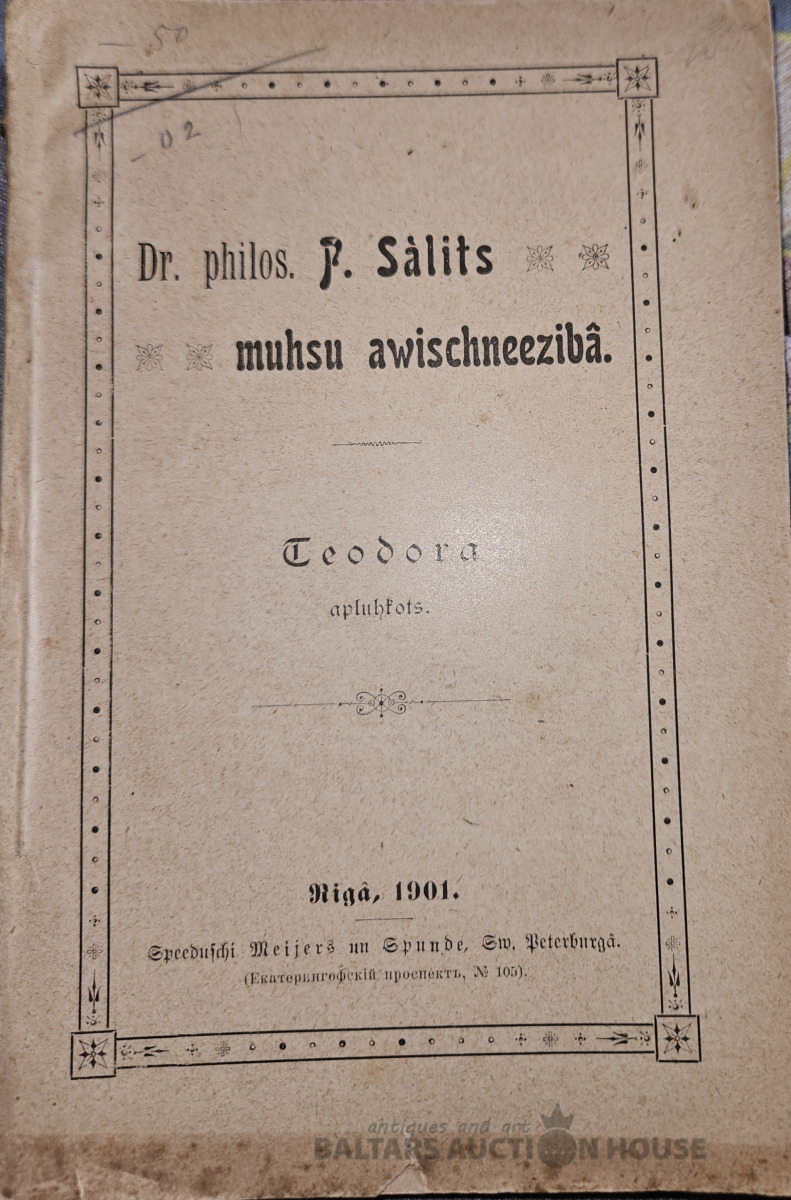 — 50
- 02
Dr. philos. P. Sàlits
muhsu awischneezibâ.
Teodora
apluhkots.
Rigâ, 1901.
Speeduſchi Meijers un Spunde, Sw. Peterburgâ.
(Екатерингофскій проспектъ, № 105).
antiques and art
BALTARS AUCTION HOUSE